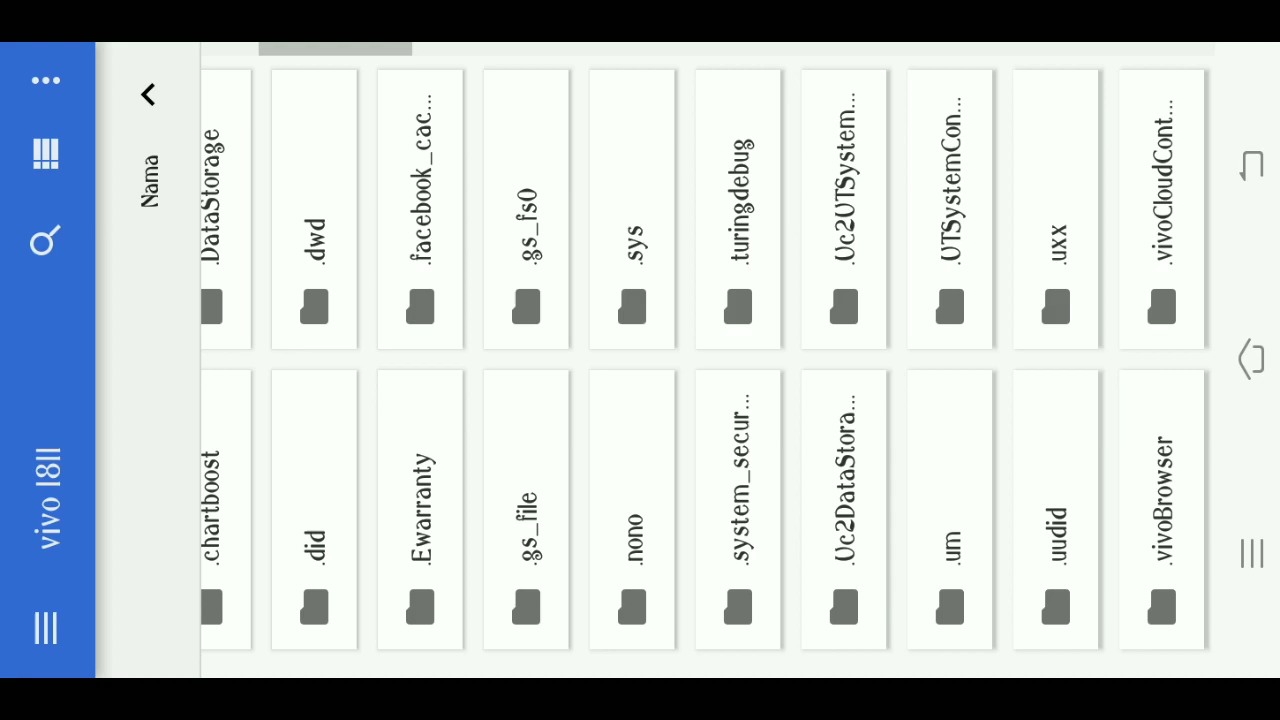 vivo 1811
Nama
.chartboost
.DataStorage
.did
.dwd
.Ewarranty
.facebook_cac...
.gs_file
.gs_fs0
.nono
.sys
.system_secur...
.turingdebug
.Uc2DataStora...
.Uc2UTSystem...
.um
.UTSystemCon...
.uudid
.uxx
.vivoBrowser
.vivoCloudCont...